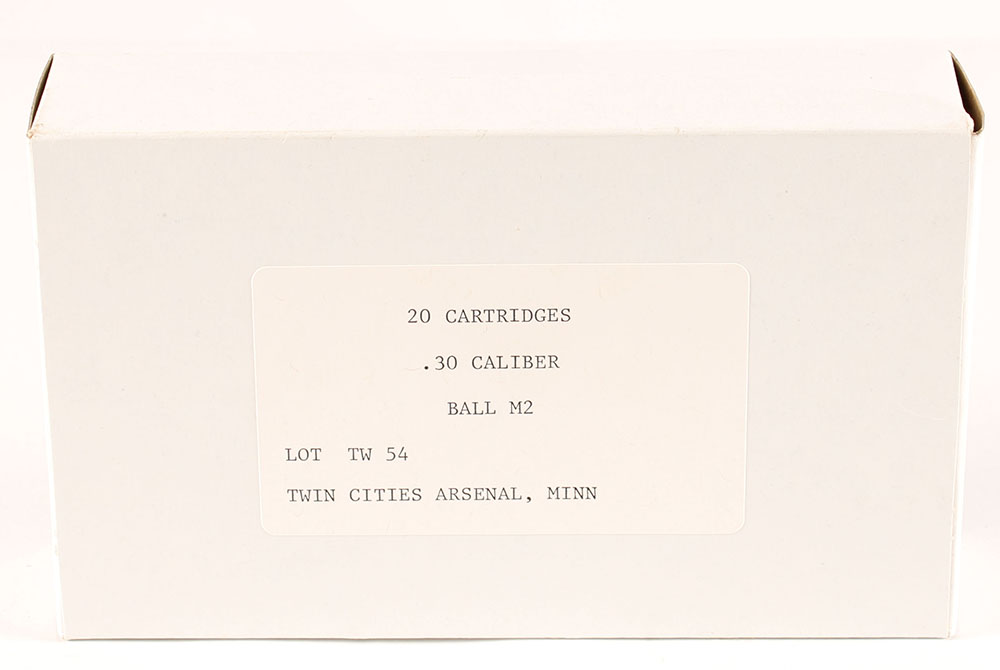 20 CARTRIDGES
.30 CALIBER
BALL M2
LOT TW 54
TWIN CITIES ARSENAL, MINN